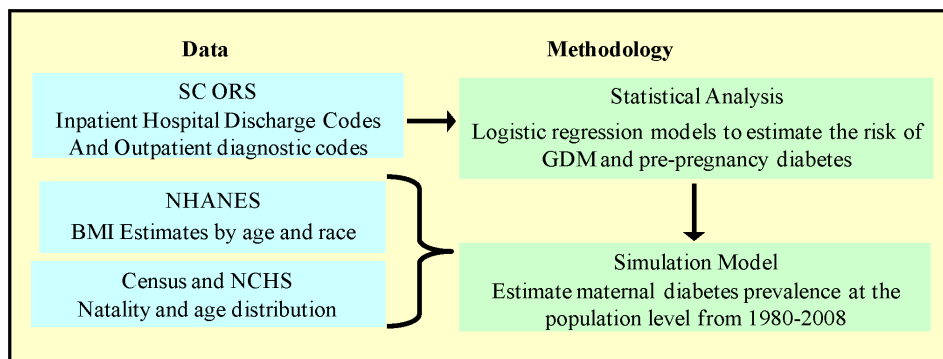 Data
Methodology
SC ORS
Inpatient Hospital Discharge Codes
And Outpatient diagnostic codes
Statistical Analysis
Logistic regression models to estimate the risk of
GDM and pre-pregnancy diabetes
NHANES
BMI Estimates by age and race
Census and NCHS
Natality and age distribution
Simulation Model
Estimate maternal diabetes prevalence at the
population level from 1980-2008